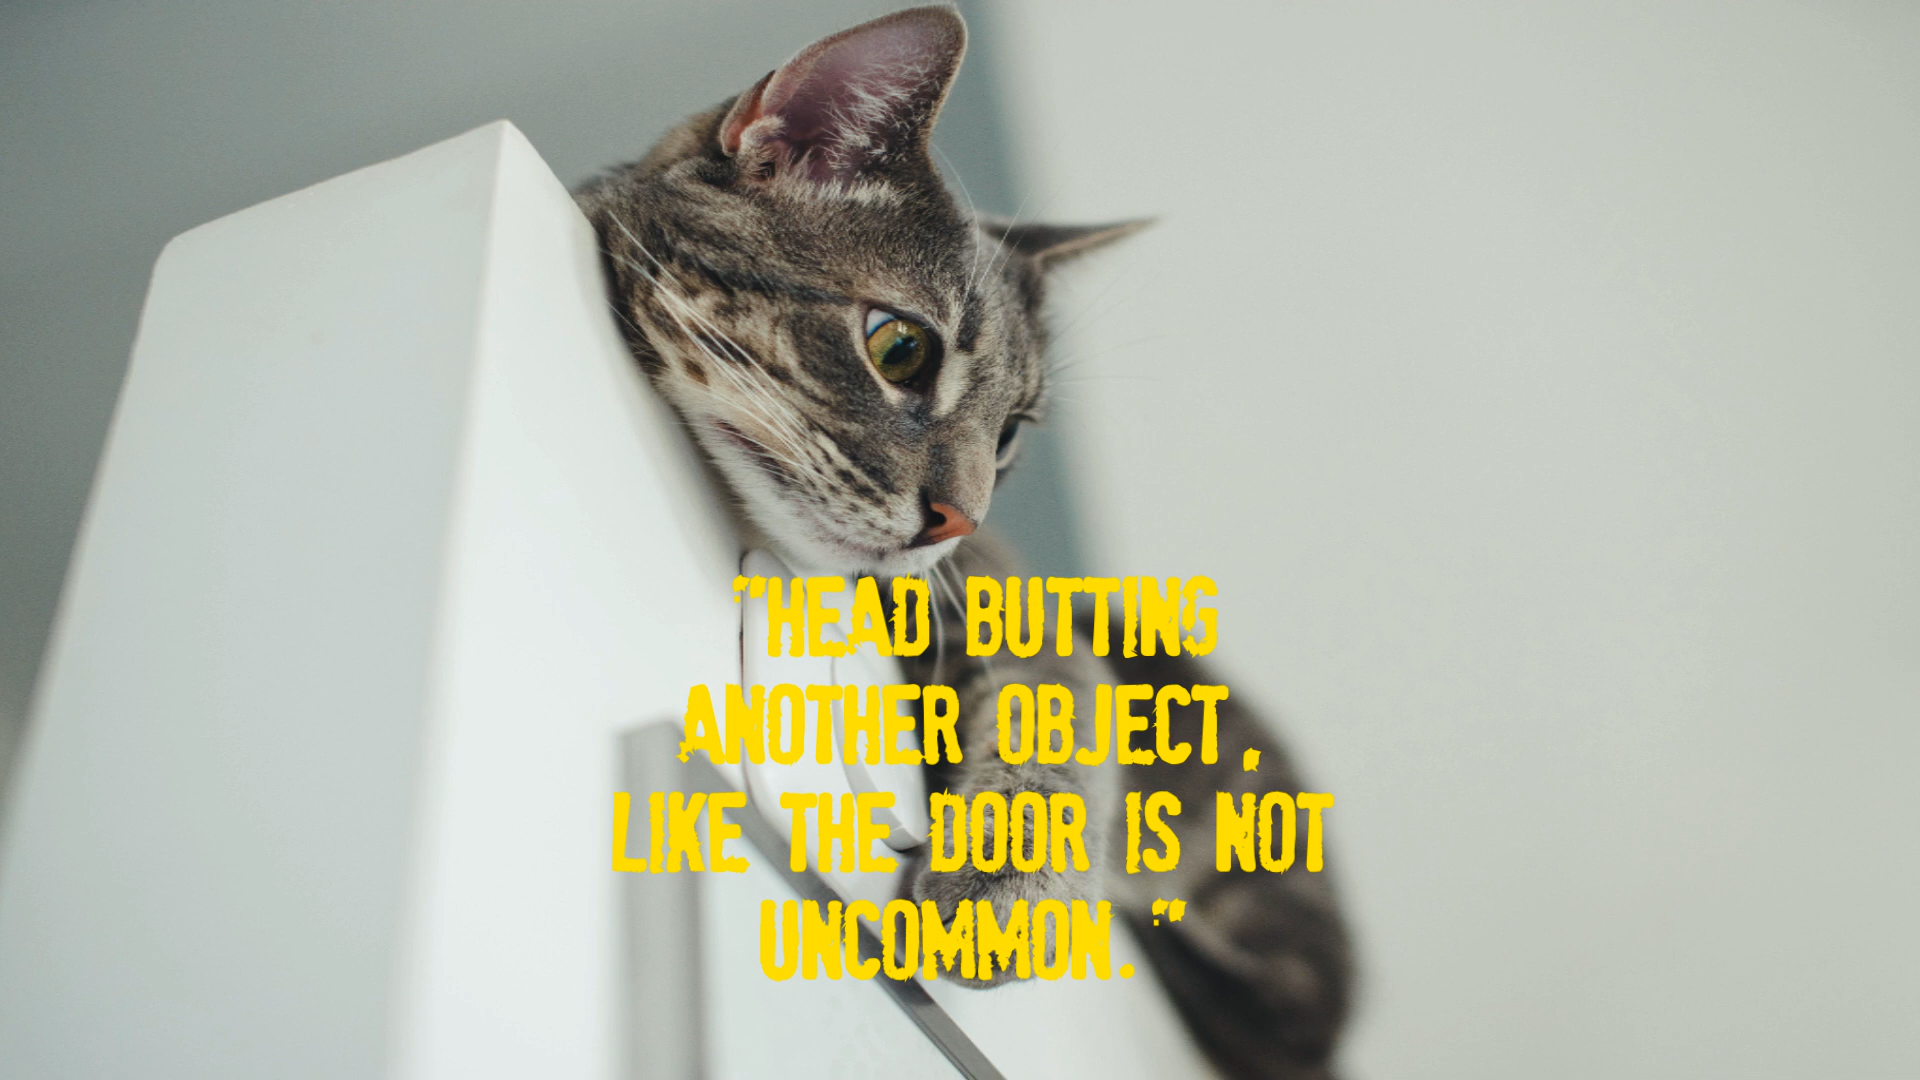 "HEAD BUTTING
ANOTHER OBJECT,
LIKE THE DOOR IS NOT
UNCOMMON."